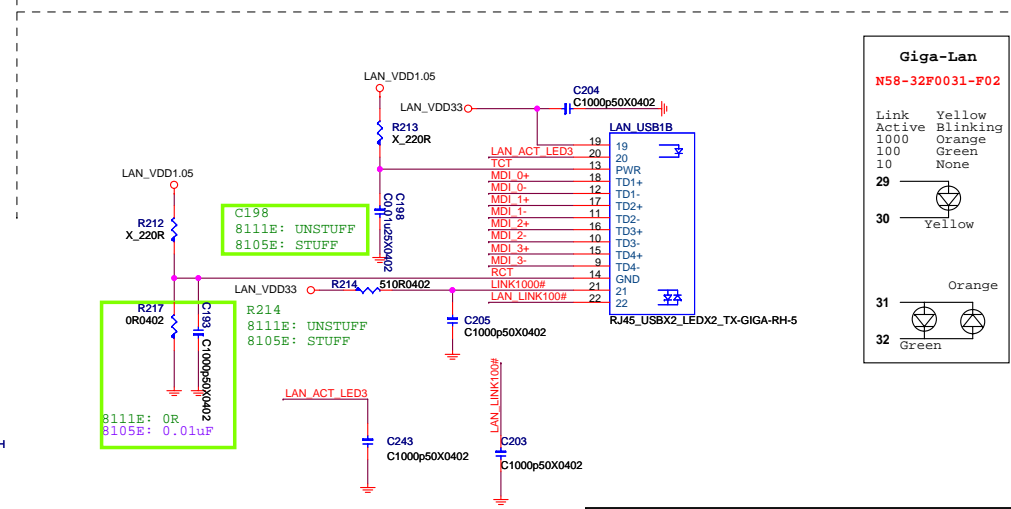 Giga-Lan
N58-32F0031-F02
Link Yellow
Active Blinking
1000 Orange
100 Green
10 None
29
30
Yellow
Orange
31
32
Green
LAN_VDD1.05
R213
X_220R
LAN_VDD33
C204
C1000p50X0402
LAN_USB1B
LAN_ACT_LED3
TCT
MDI_0+
MDI_0-
MDI_1+
MDI_1-
MDI_2+
MDI_2-
MDI_3+
MDI_3-
RCT
LINK1000#
LAN_LINK100#
19 19
20 20
13 PWR
18 TD1+
12 TD1-
17 TD2+
11 TD2-
16 TD3+
10 TD3-
15 TD4+
9 TD4-
14 GND
21 21
22 22
RJ45_USBX2_LEDX2_TX-GIGA-RH-5
LAN_VDD1.05
R212
X_220R
C198
8111E: UNSTUFF
8105E: STUFF
C198
C0.01u25X0402
LAN_VDD33
R214
510R0402
R214
8111E: UNSTUFF
8105E: STUFF
R217
0R0402
C193
C1000p50X0402
8111E: 0R
8105E: 0.01uF
C205
C1000p50X0402
LAN_ACT_LED3
C243
C1000p50X0402
LAN_LINK100#
C203
C1000p50X0402
H